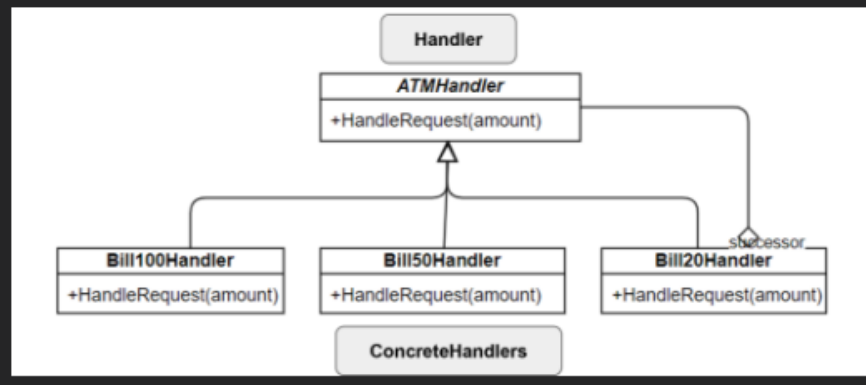 Handler
ATMHandler
+HandleRequest(amount)
successor
Bill100Handler
+HandleRequest(amount)
Bill50Handler
+HandleRequest(amount)
Bill20Handler
+HandleRequest(amount)
ConcreteHandlers